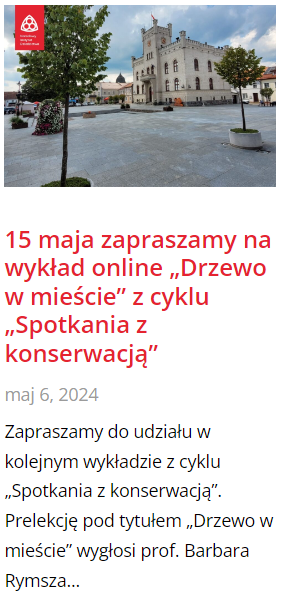 15 maja zapraszamy na
wykład online „Drzewo
w mieście” z cyklu
„Spotkania z
konserwacją”
maj 6, 2024
Zapraszamy do udziału w
kolejnym wykładzie z cyklu
„Spotkania z konserwacją”.
Prelekcję pod tytułem „Drzewo w
mieście” wygłosi prof. Barbara
Rymsza...